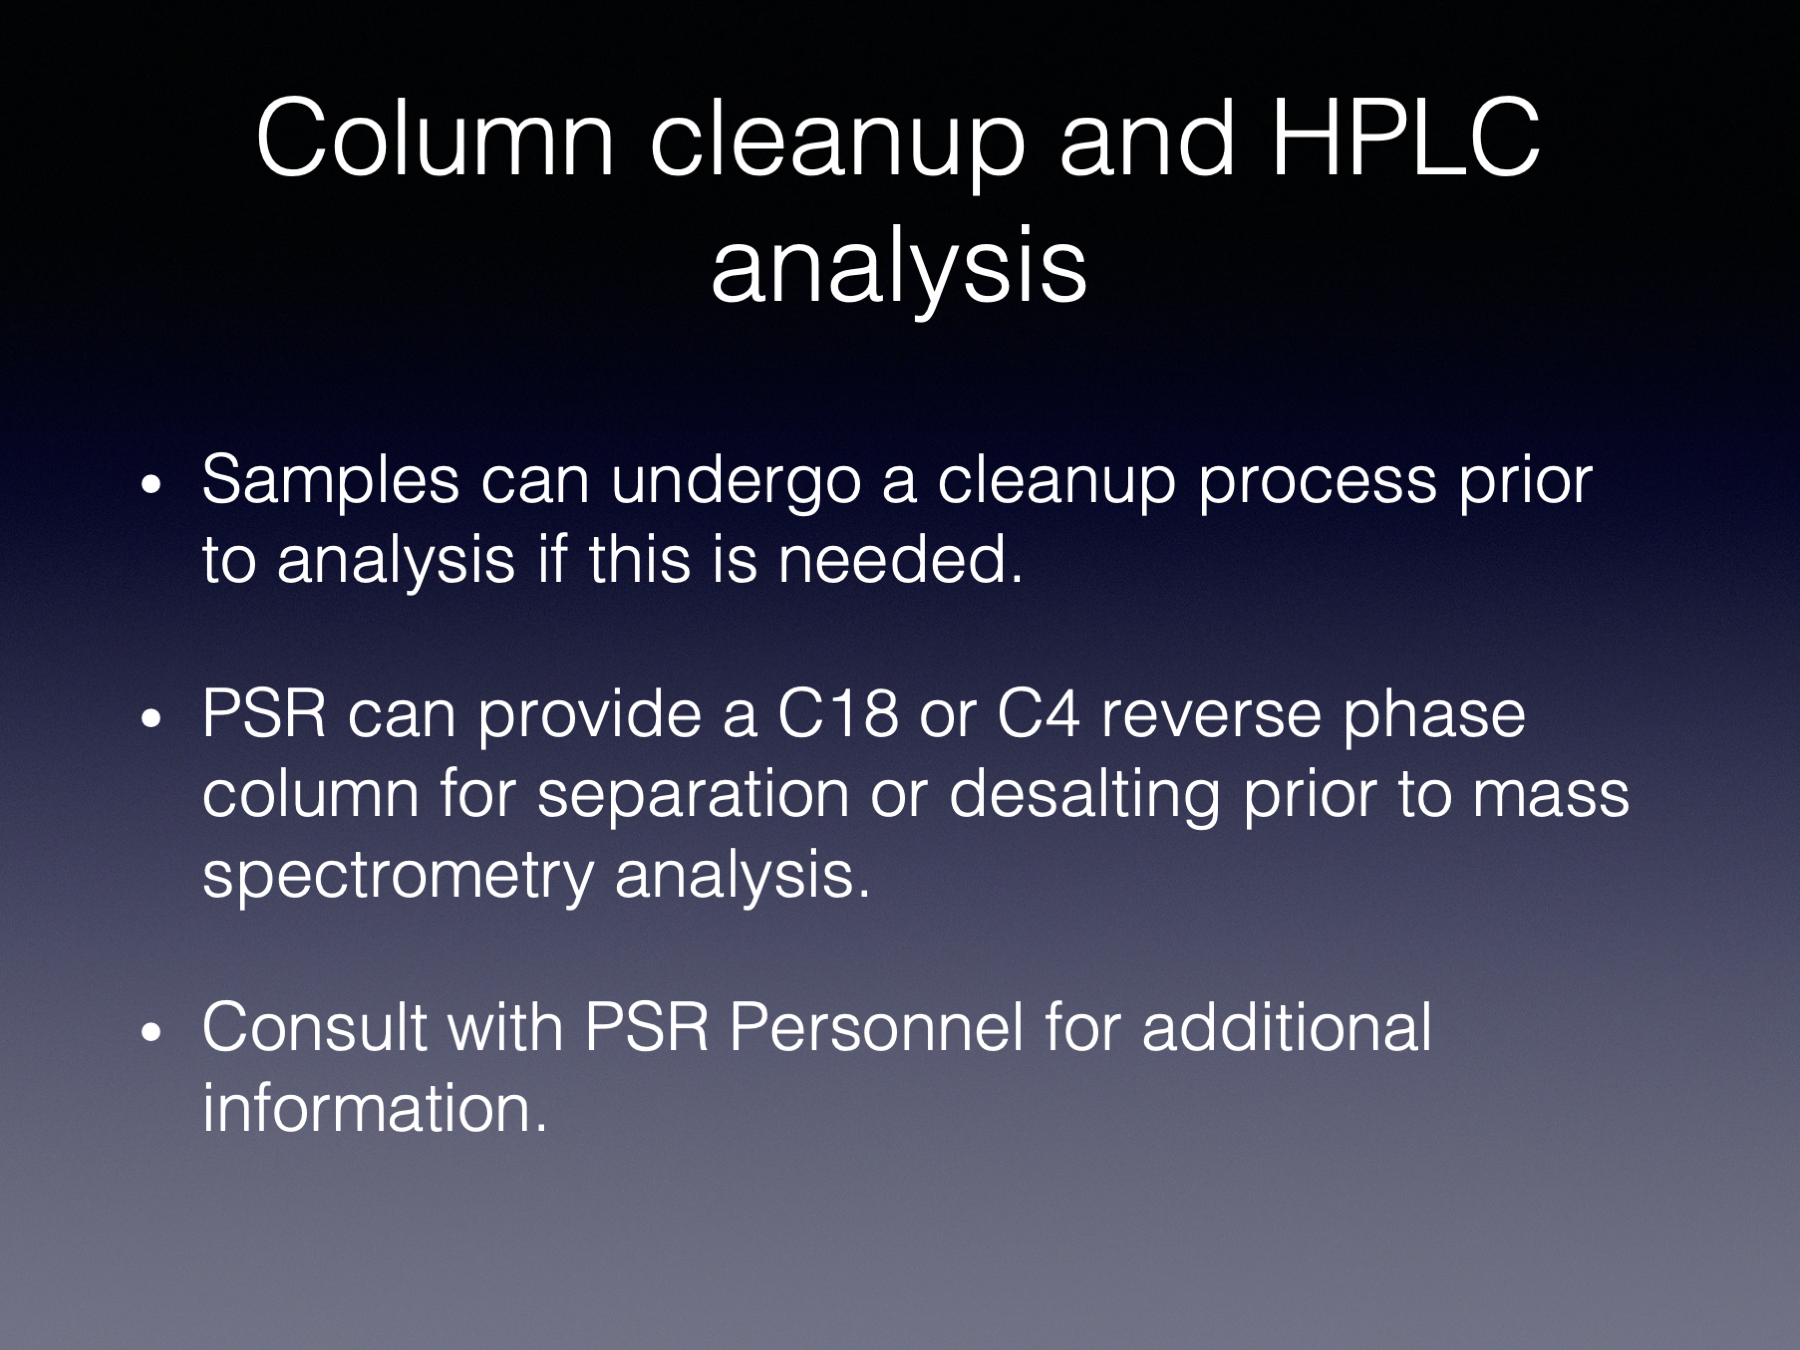 Column cleanup and HPLC
analysis
• Samples can undergo a cleanup process prior
to analysis if this is needed.
• PSR can provide a C18 or C4 reverse phase
column for separation or desalting prior to mass
spectrometry analysis.
• Consult with PSR Personnel for additional
information.